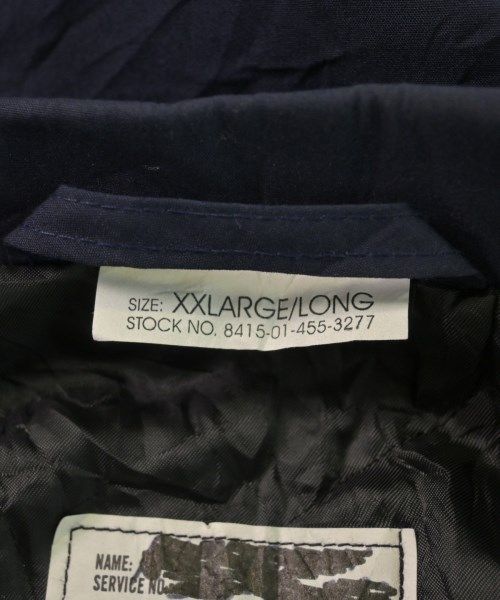 SIZE: XXLARGE/LONG
STOCK NO. 8415-01-455-3277
NAME:
SERVICE NO.